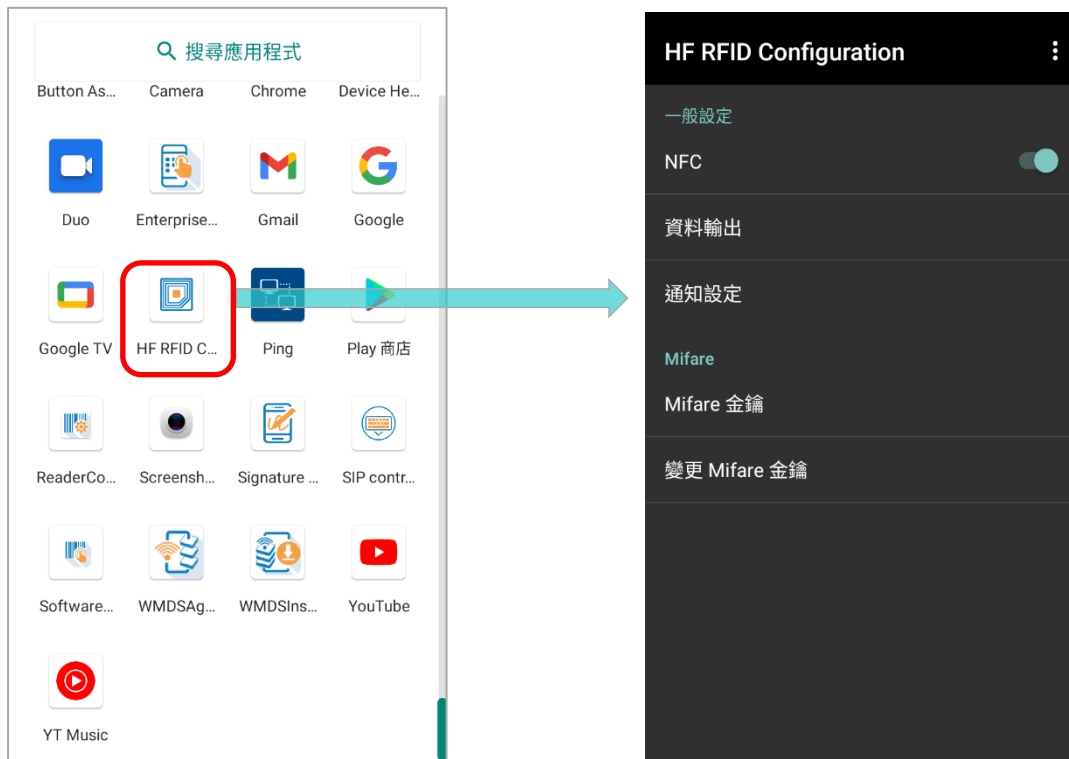 搜尋應用程式
Button As... Camera Chrome Device He...
Duo Enterprise... Gmail Google
Google TV HF RFID C... Ping Play 商店
ReaderCo... Screensh... Signature ... SIP contr...
Software... WMDSAg... WMDSIns... YouTube
YT Music
HF RFID Configuration
一般設定
NFC
資料輸出
通知設定
Mifare
Mifare 金鑰
變更 Mifare 金鑰